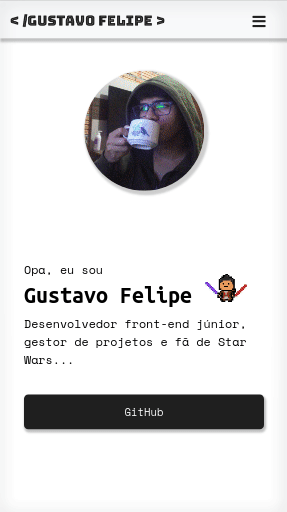 < /GUSTAVO FELIPE >
Opa, eu sou
Gustavo Felipe
Desenvolvedor front-end júnior,
gestor de projetos e fã de Star
Wars...
GitHub